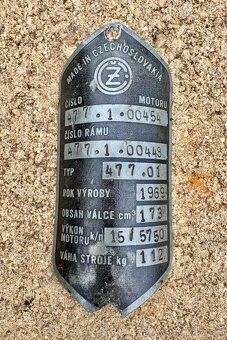 MADE IN CZECHOSLOVAKIA
ČZ
ČÍSLO MOTORU
477.1.00454
ČÍSLO RÁMU
477.1.00449
TYP 477.01
ROK VÝROBY 1969
OBSAH VÁLCE cm³ 173
VÝKON MOTORU k/n 15/5750
VÁHA STROJE kg 112